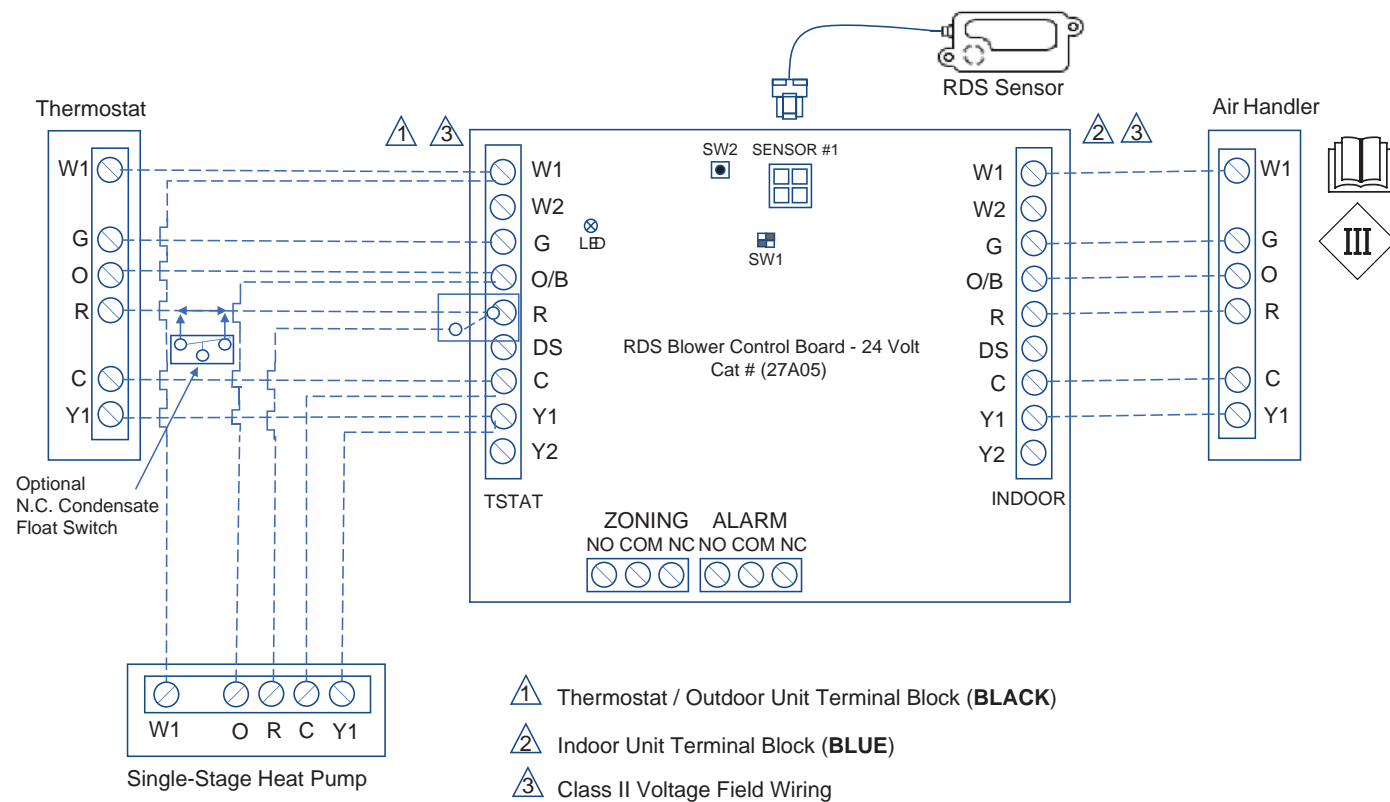 RDS Sensor
Thermostat
Air Handler
1 3
2 3
W1
G
O
R
C
Y1
Optional
N.C. Condensate
Float Switch
W1
W2
G
O/B
R
DS
C
Y1
Y2
TSTAT
SW2 SENSOR #1
LED
SW1
RDS Blower Control Board - 24 Volt
Cat # (27A05)
ZONING ALARM
NO COM NC NO COM NC
W1
W2
G
O/B
R
DS
C
Y1
Y2
INDOOR
W1
G
O
R
C
Y1
III
W1 O R C Y1
Single-Stage Heat Pump
1 Thermostat / Outdoor Unit Terminal Block (BLACK)
2 Indoor Unit Terminal Block (BLUE)
3 Class II Voltage Field Wiring